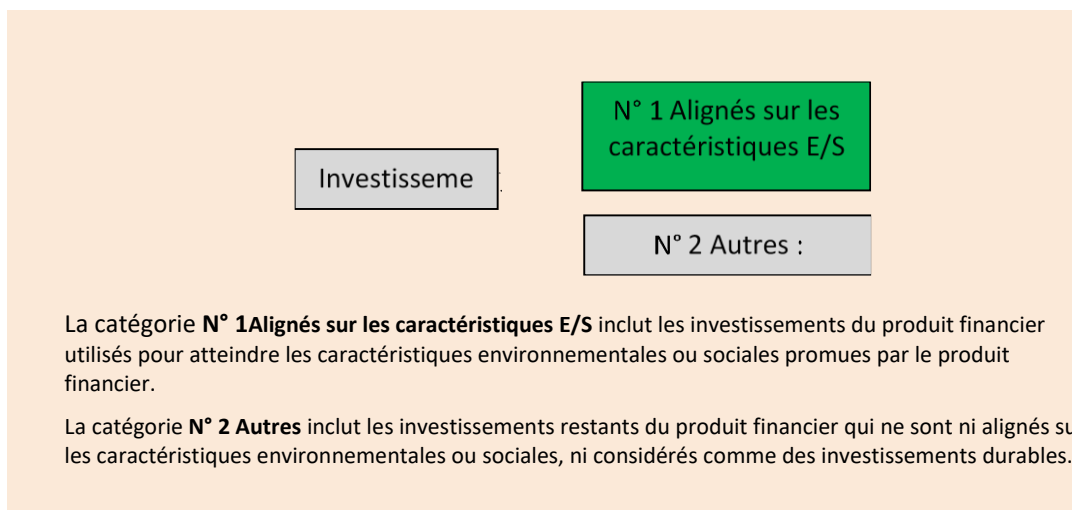 N° 1 Alignés sur les
caractéristiques E/S
Investisseme
N° 2 Autres :
La catégorie N° 1Alignés sur les caractéristiques E/S inclut les investissements du produit financier
utilisés pour atteindre les caractéristiques environnementales ou sociales promues par le produit
financier.
La catégorie N° 2 Autres inclut les investissements restants du produit financier qui ne sont ni alignés su
les caractéristiques environnementales ou sociales, ni considérés comme des investissements durables.